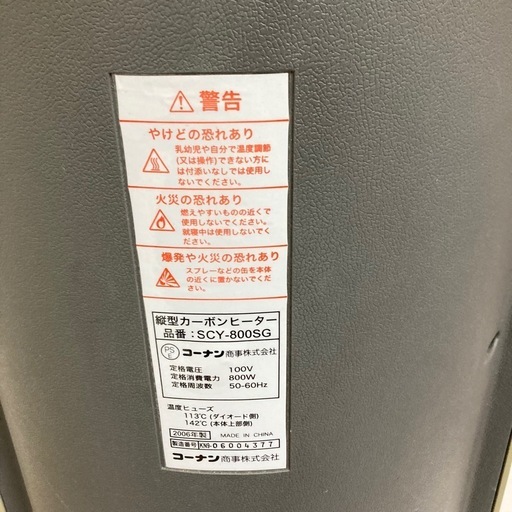 警告
やけどの恐れあり
乳幼児や自分で温度調節
(又は操作)できない方に
は付添いなしでは使用し
ないでください。
火災の恐れあり
燃えやすいものの近くで
使用しないでください。
就寝中は使用しないで
ください。
爆発や火災の恐れあり
スプレーなどの缶を本体
の近くに置かないでくだ
さい。
縦型カーボンヒーター
品番：SCY-800SG
PS E コーナン商事株式会社
定格電圧 100V
定格消費電力 800W
定格周波数 50-60Hz
温度ヒューズ
113℃(ダイオード側)
142℃(本体上部側)
2006年製 MADE IN CHINA
製造番号 KN9-06004377
コーナン商事株式会社